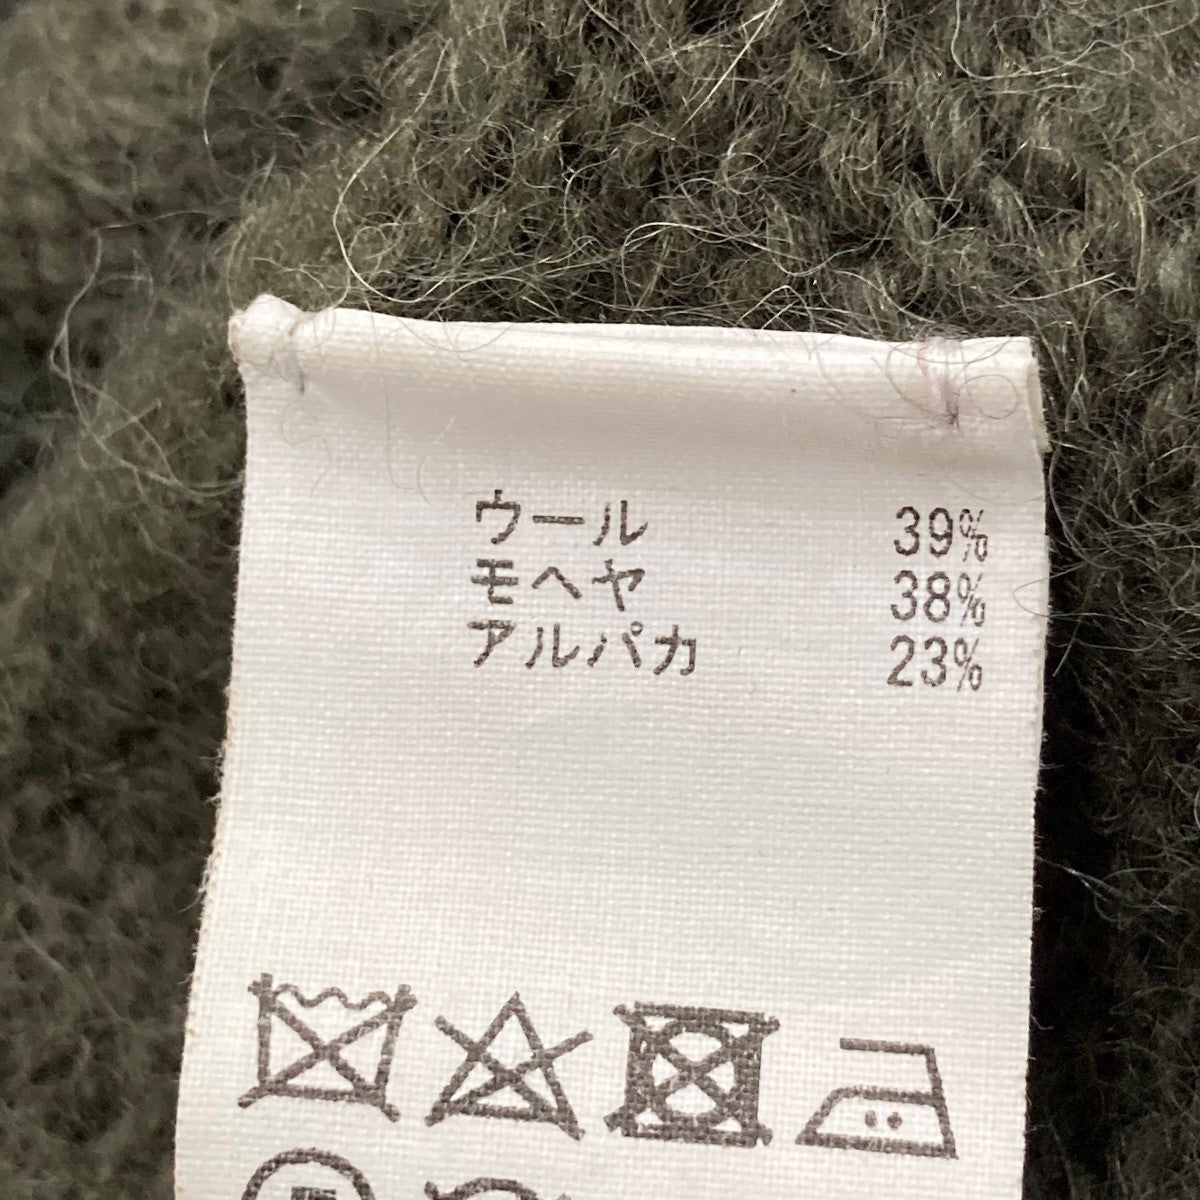 ウール 39%
モヘヤ 38%
アルパカ 23%